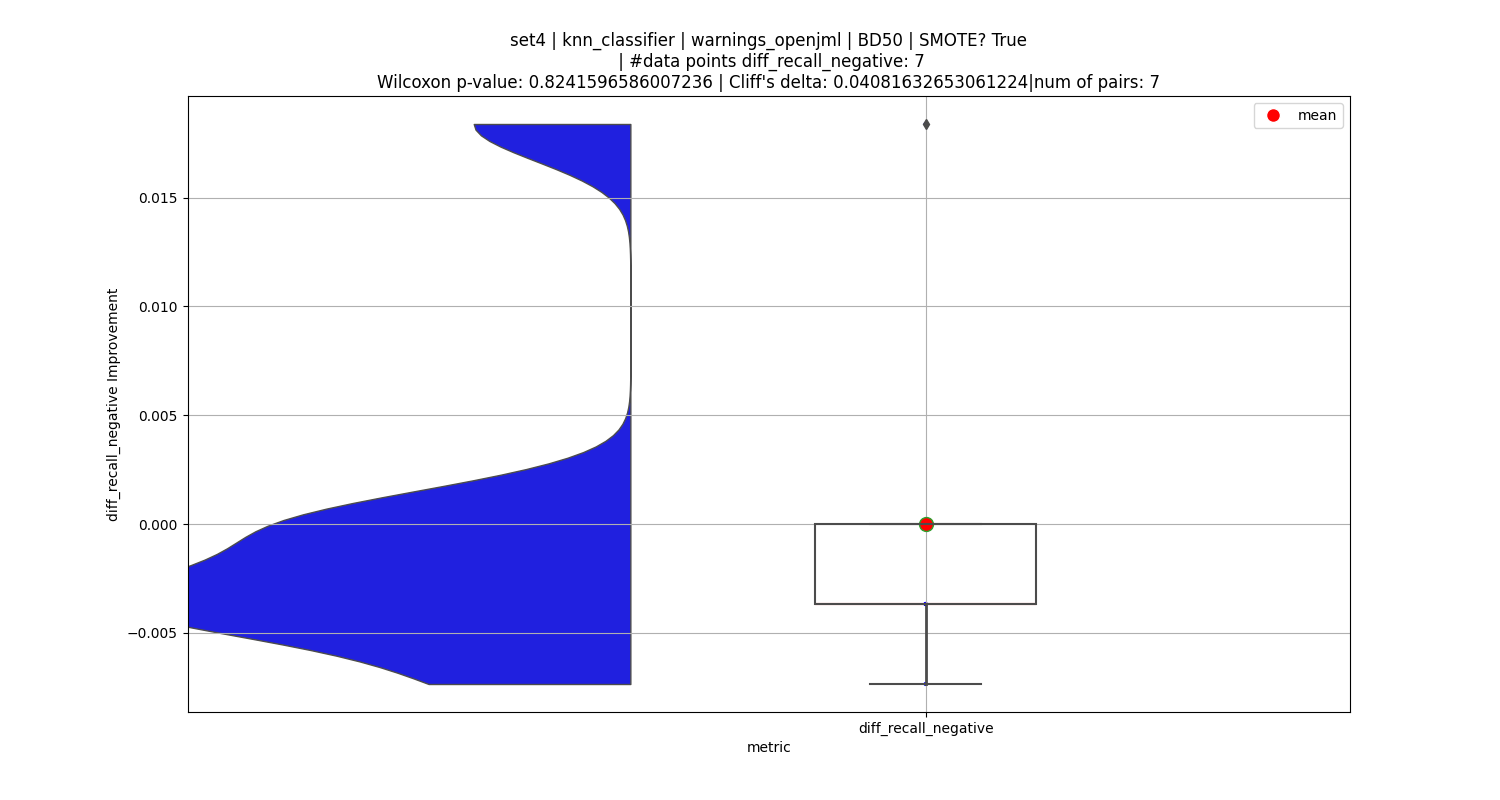 set4 | knn_classifier | warnings_openjml | BD50 | SMOTE? True
| #data points diff_recall_negative: 7
Wilcoxon p-value: 0.8241596586007236 | Cliff's delta: 0.04081632653061224|num of pairs: 7
mean
0.015
0.010
0.005
0.000
−0.005
diff_recall_negative Improvement
diff_recall_negative
metric